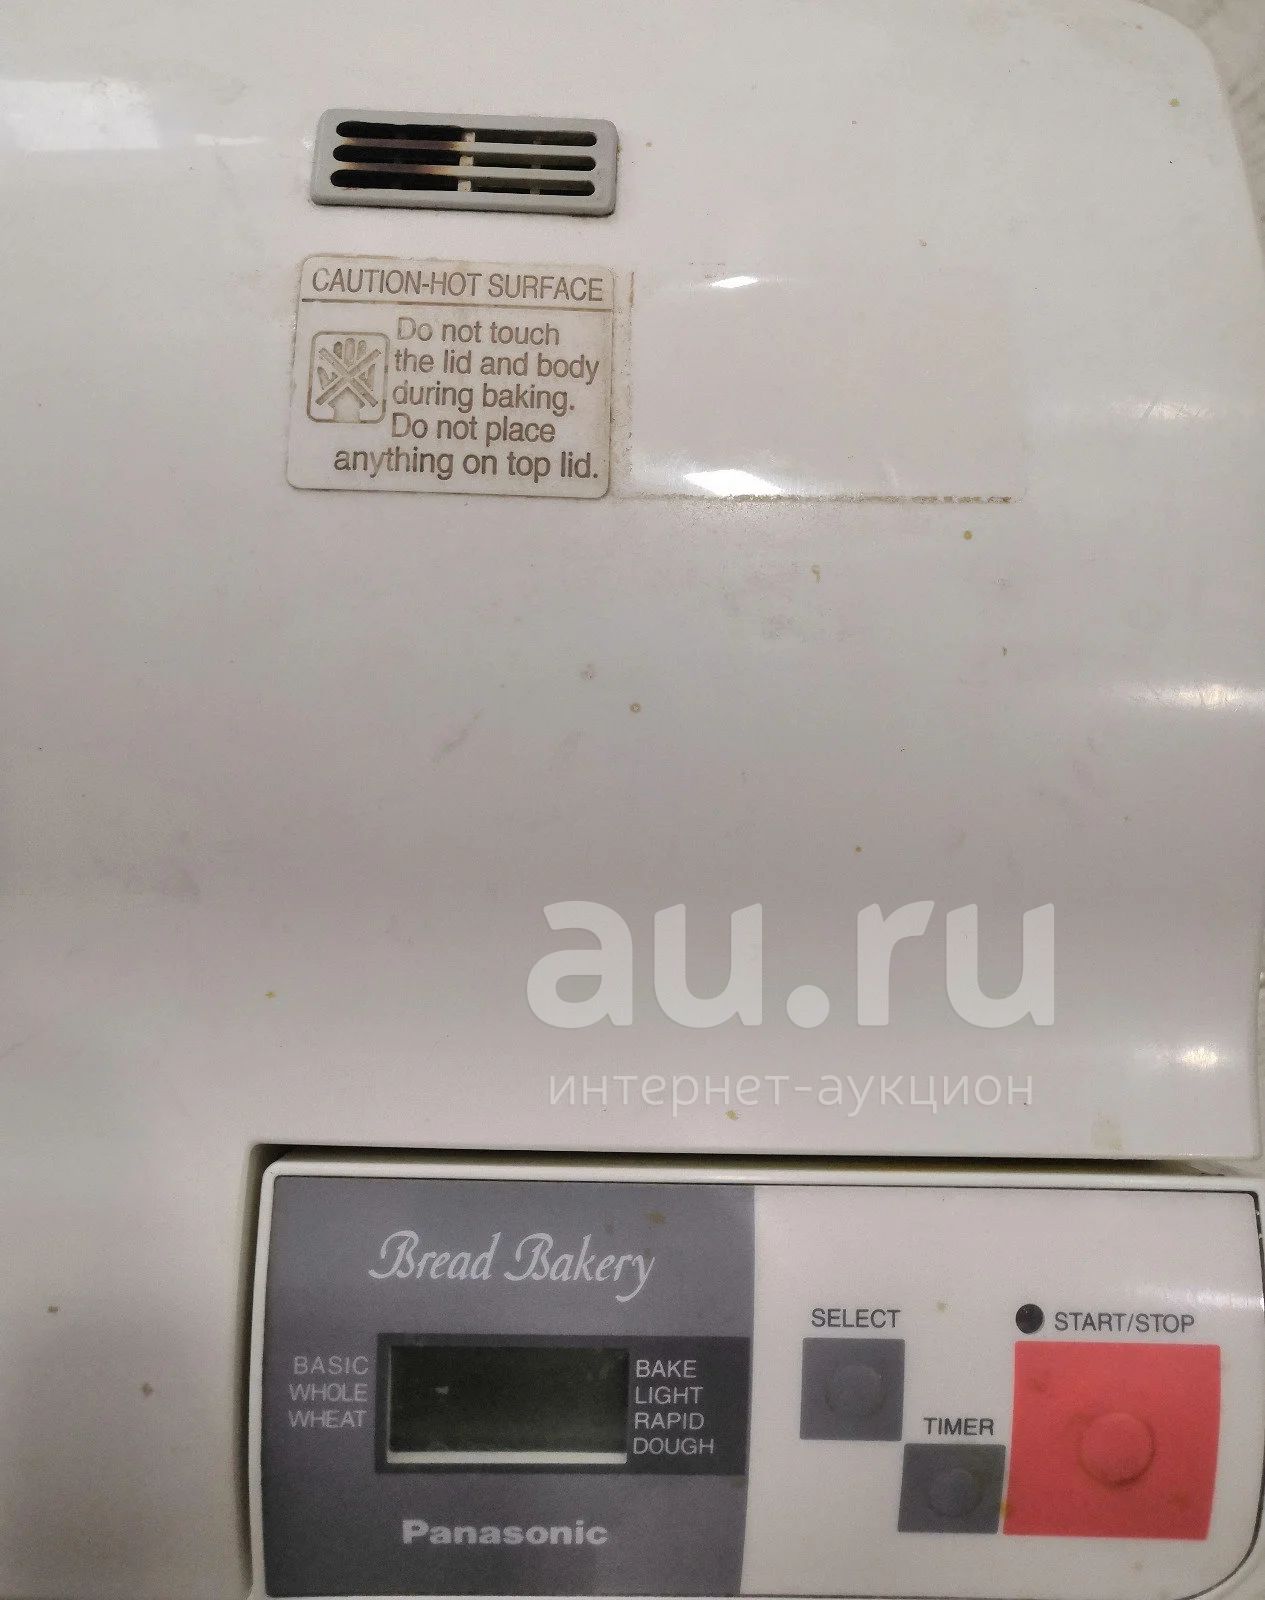 CAUTION-HOT SURFACE
Do not touch
the lid and body
during baking.
Do not place
anything on top lid.
au.ru
интернет-аукцион
Bread Bakery
SELECT
START/STOP
BASIC
WHOLE
WHEAT
BAKE
LIGHT
RAPID
DOUGH
TIMER
Panasonic